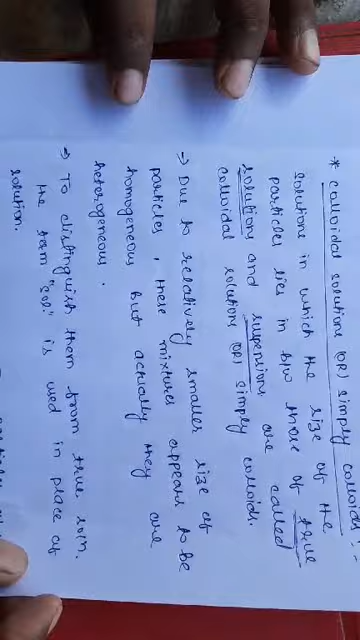 * colloidal solutions (OR) simply colloids :-
solutions in which the size of the
particles lies in b/w those of true
solutions and suspensions are called
colloidal solutions (OR) simply colloids.
→ Due to relatively smaller size of
particles, these mixtures appears to be
homogeneous but actually they are
heterogeneous.
→ To distinguish them from true soln.
the term "sol" is used in place of
solution.